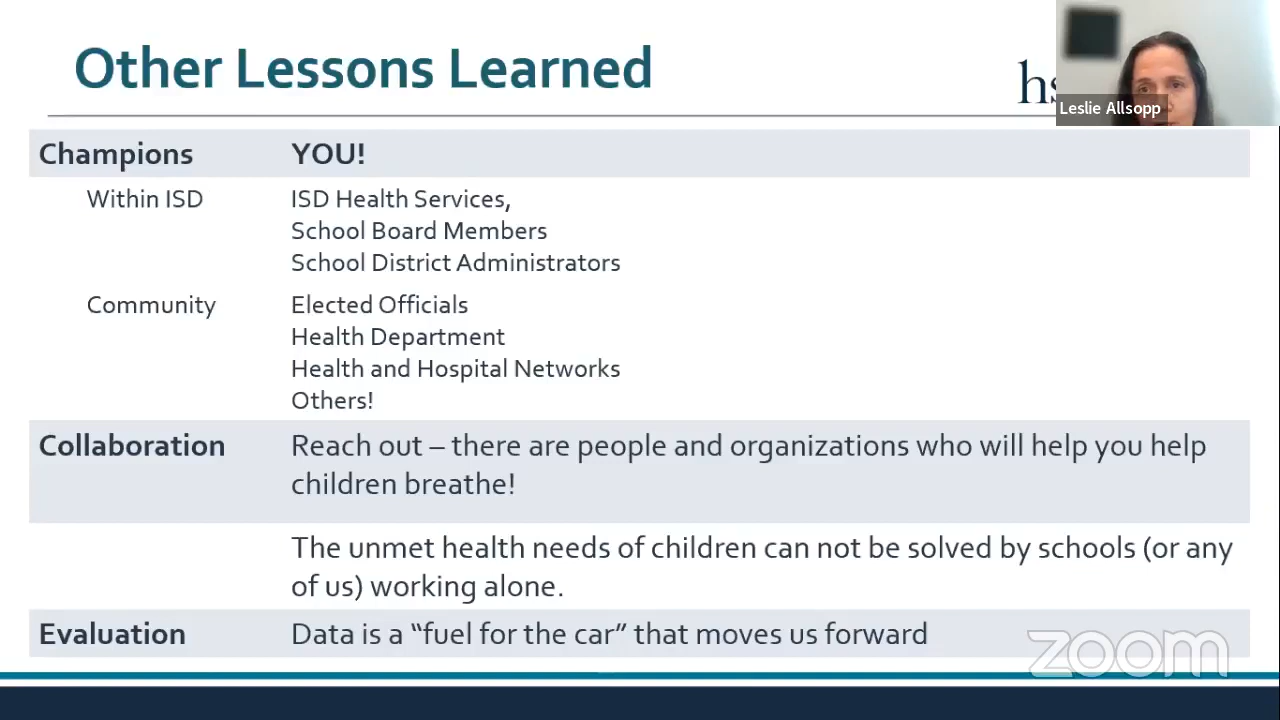 Other Lessons Learned
Leslie Allsopp
Champions YOU!
Within ISD ISD Health Services,
School Board Members
School District Administrators
Community Elected Officials
Health Department
Health and Hospital Networks
Others!
Collaboration Reach out – there are people and organizations who will help you help
children breathe!
The unmet health needs of children can not be solved by schools (or any
of us) working alone.
Evaluation Data is a “fuel for the car” that moves us forward
zoom